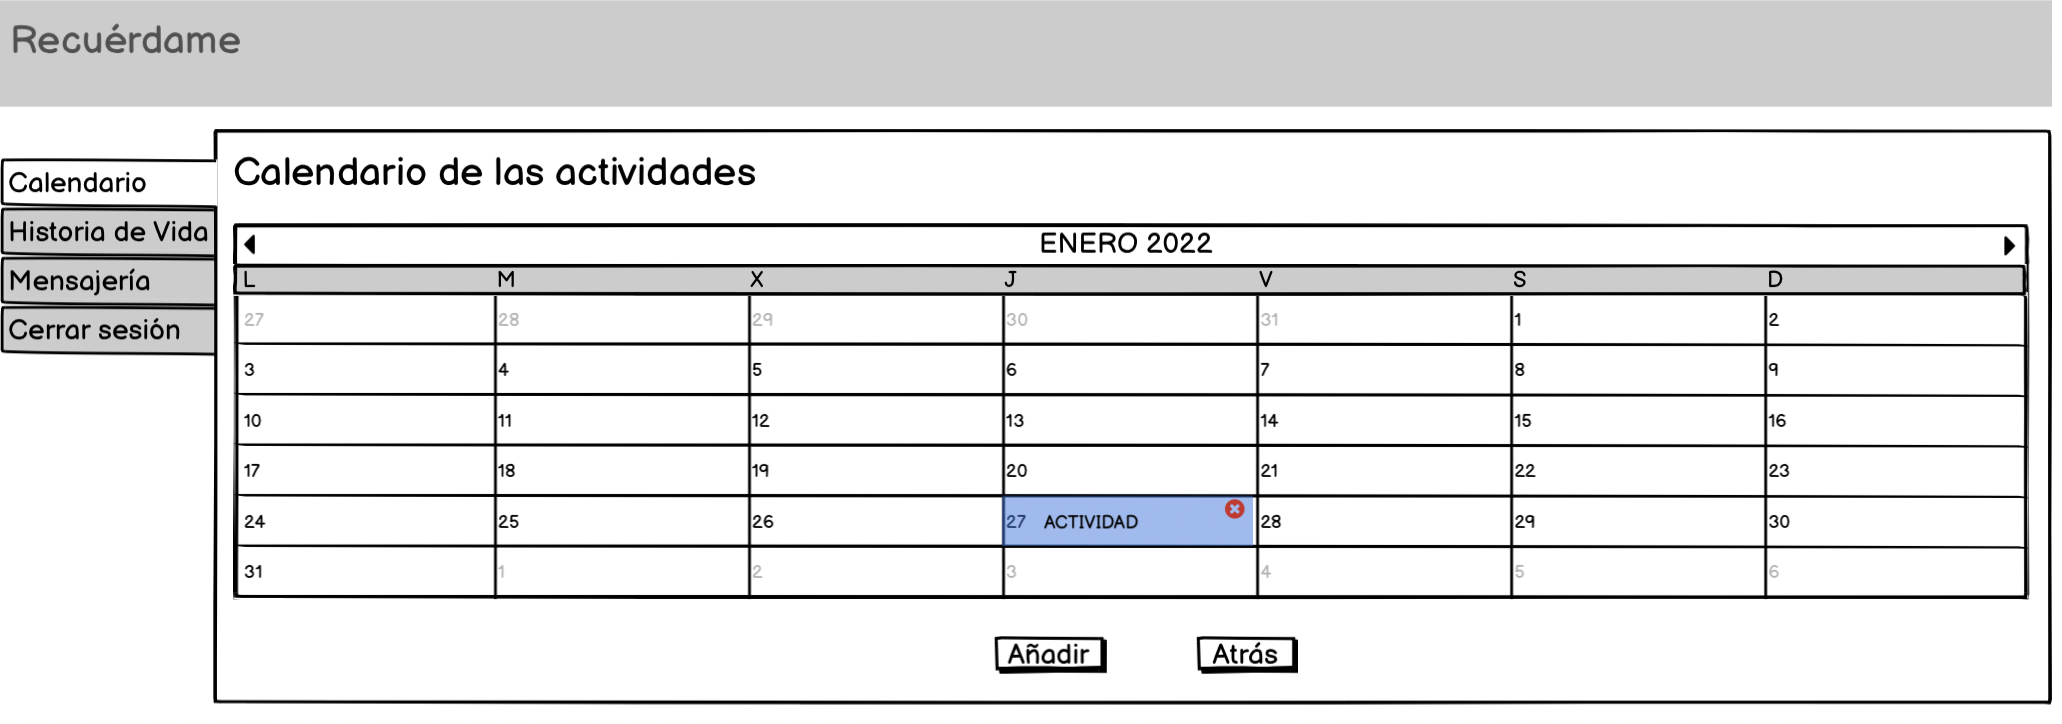 Recuérdame
Calendario
Historia de Vida
Mensajería
Cerrar sesión
Calendario de las actividades
ENERO 2022
L M X J V S D
27 28 29 30 31 1 2
3 4 5 6 7 8 9
10 11 12 13 14 15 16
17 18 19 20 21 22 23
24 25 26 27 ACTIVIDAD 28 29 30
31 1 2 3 4 5 6
Añadir Atrás